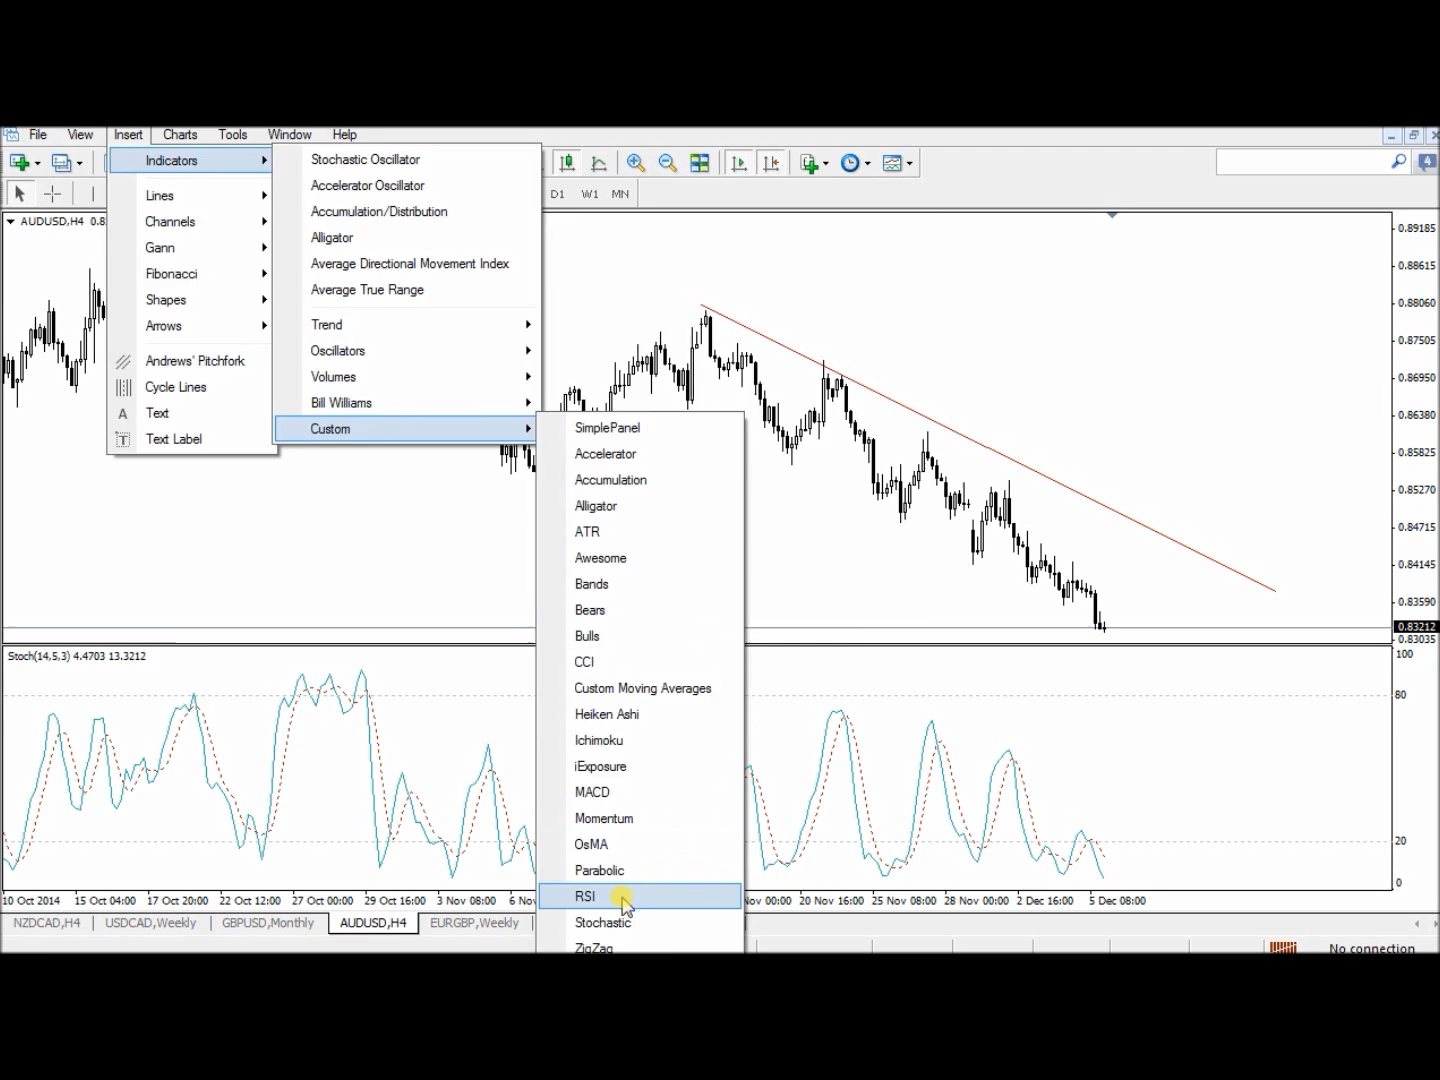 File View Insert Charts Tools Window Help
4
D1 W1 MN
AUDUSD,H4 0.8
Indicators
Lines
Channels
Gann
Fibonacci
Shapes
Arrows
Andrews' Pitchfork
Cycle Lines
A Text
T Text Label
Stochastic Oscillator
Accelerator Oscillator
Accumulation/Distribution
Alligator
Average Directional Movement Index
Average True Range
Trend
Oscillators
Volumes
Bill Williams
Custom
SimplePanel
Accelerator
Accumulation
Alligator
ATR
Awesome
Bands
Bears
Bulls
CCI
Custom Moving Averages
Heiken Ashi
Ichimoku
iExposure
MACD
Momentum
OsMA
Parabolic
RSI
Stochastic
ZigZag
0.89185
0.88615
0.88060
0.87505
0.86950
0.86380
0.85825
0.85270
0.84715
0.84145
0.83590
0.83212
0.83035
Stoch(14,5,3) 4.4703 13.3212
100
80
20
0
10 Oct 2014 15 Oct 04:00 17 Oct 20:00 22 Oct 12:00 27 Oct 00:00 29 Oct 16:00 3 Nov 08:00 6 Nov 00:00 20 Nov 16:00 25 Nov 08:00 28 Nov 00:00 2 Dec 16:00 5 Dec 08:00
NZDCAD,H4 USDCAD,Weekly GBPUSD,Monthly AUDUSD,H4 EURGBP,Weekly
No connection